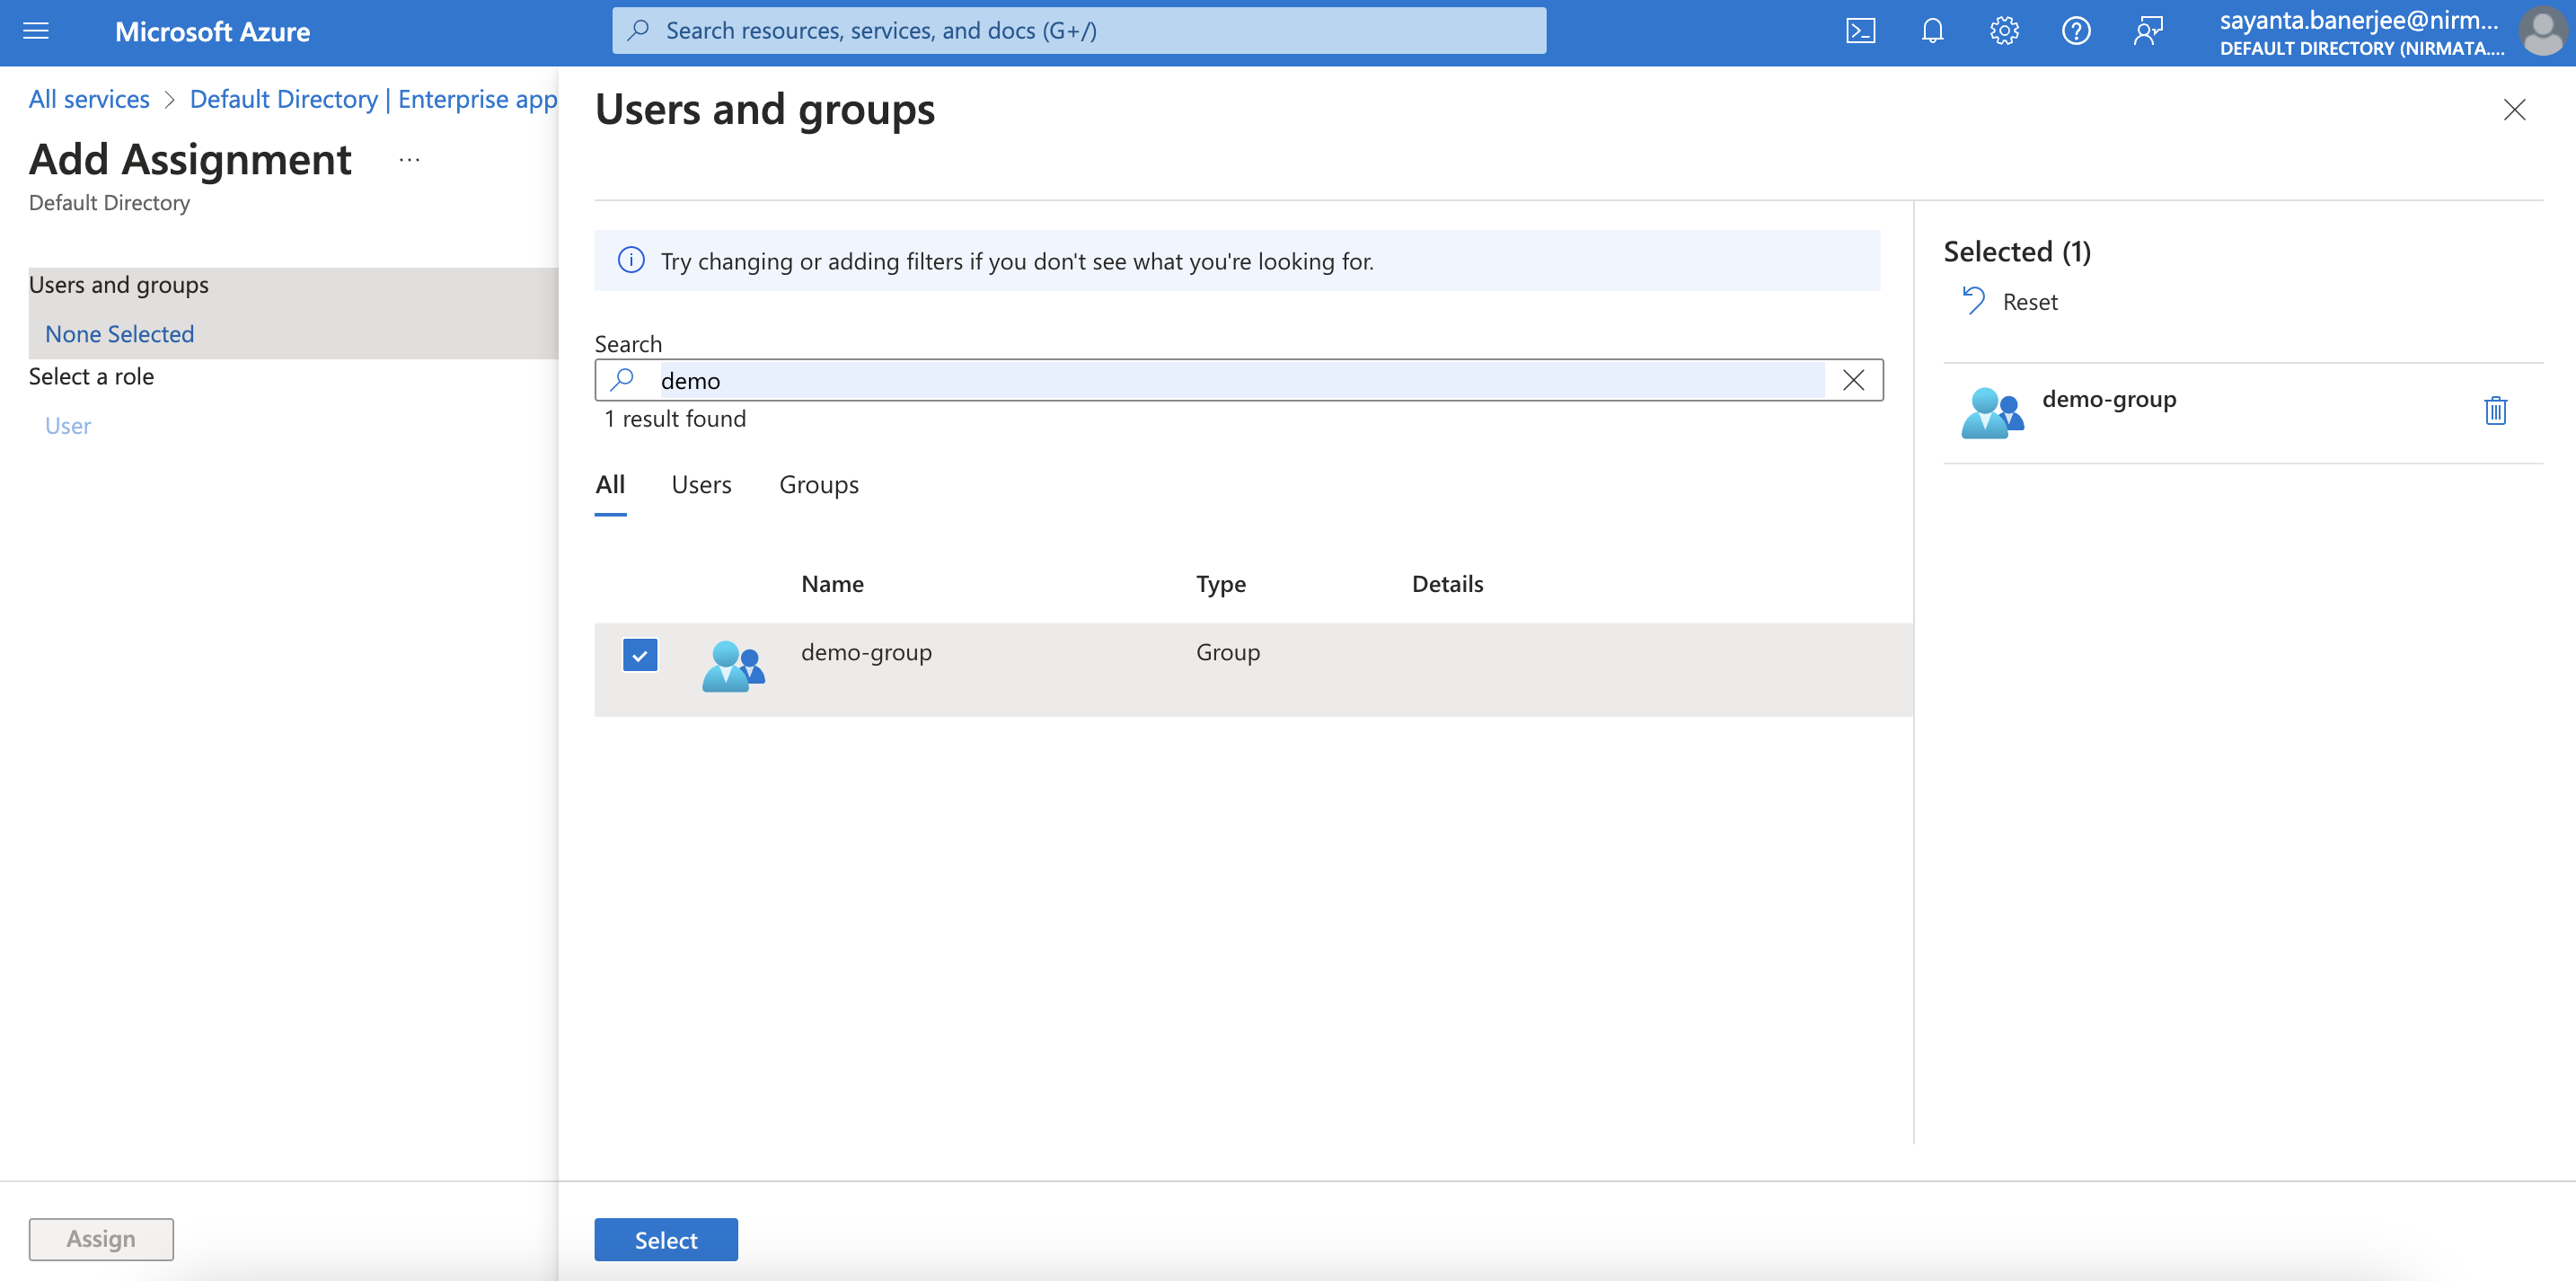 Microsoft Azure
Search resources, services, and docs (G+/)
sayanta.banerjee@nirm...
DEFAULT DIRECTORY (NIRMATA....
All services > Default Directory | Enterprise app
Add Assignment ...
Default Directory
Users and groups
None Selected
Select a role
User
Assign
Users and groups
Try changing or adding filters if you don't see what you're looking for.
Search
demo
1 result found
All Users Groups
Name Type Details
demo-group Group
Select
Selected (1)
Reset
demo-group